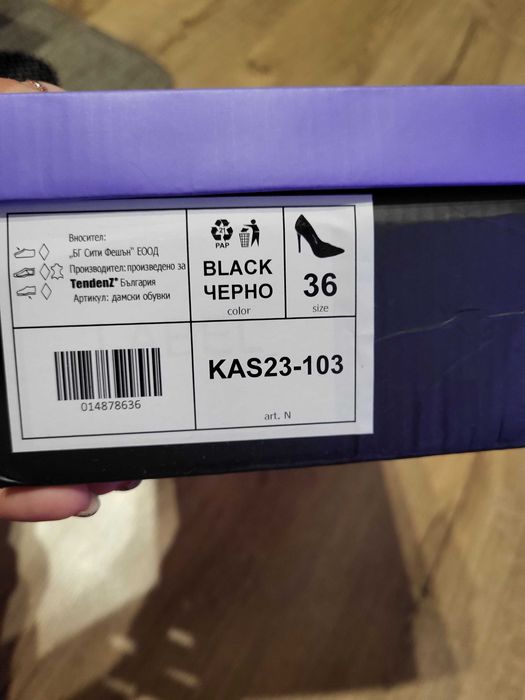 Вносител:
„БГ Сити Фешън" ЕООД
Производител: произведено за
TendenZ® България
Артикул: дамски обувки
21
PAP
BLACK
ЧЕРНО
color
36
size
014878636
KAS23-103
art. N